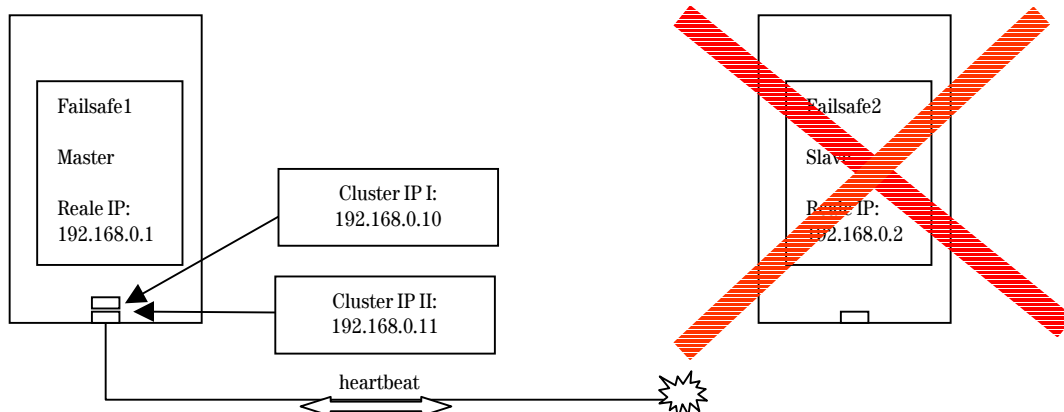 Failsafe1
Master
Reale IP:
192.168.0.1
Cluster IP I:
192.168.0.10
Cluster IP II:
192.168.0.11
heartbeat
Failsafe2
Slave
Reale IP:
192.168.0.2